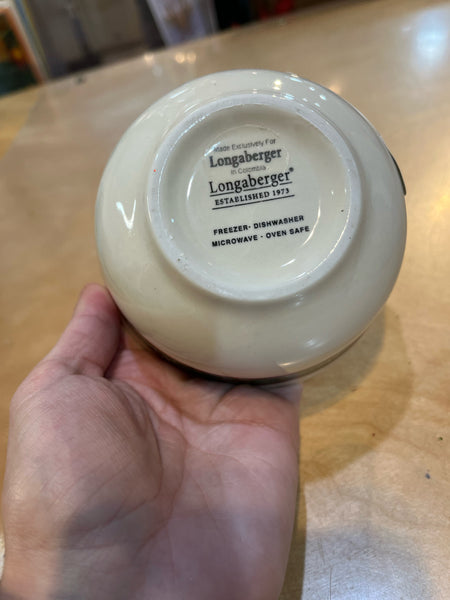 Made Exclusively For
Longaberger
In Colombia
Longaberger®
ESTABLISHED 1973
FREEZER- DISHWASHER
MICROWAVE - OVEN SAFE